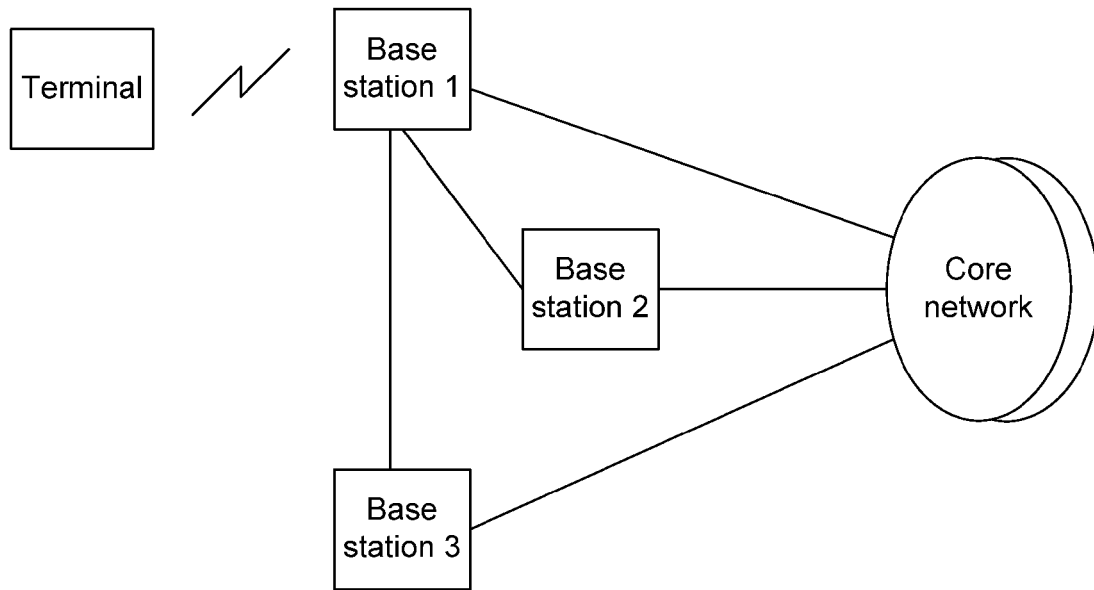 Terminal
Base
station 1
Base
station 2
Core
network
Base
station 3